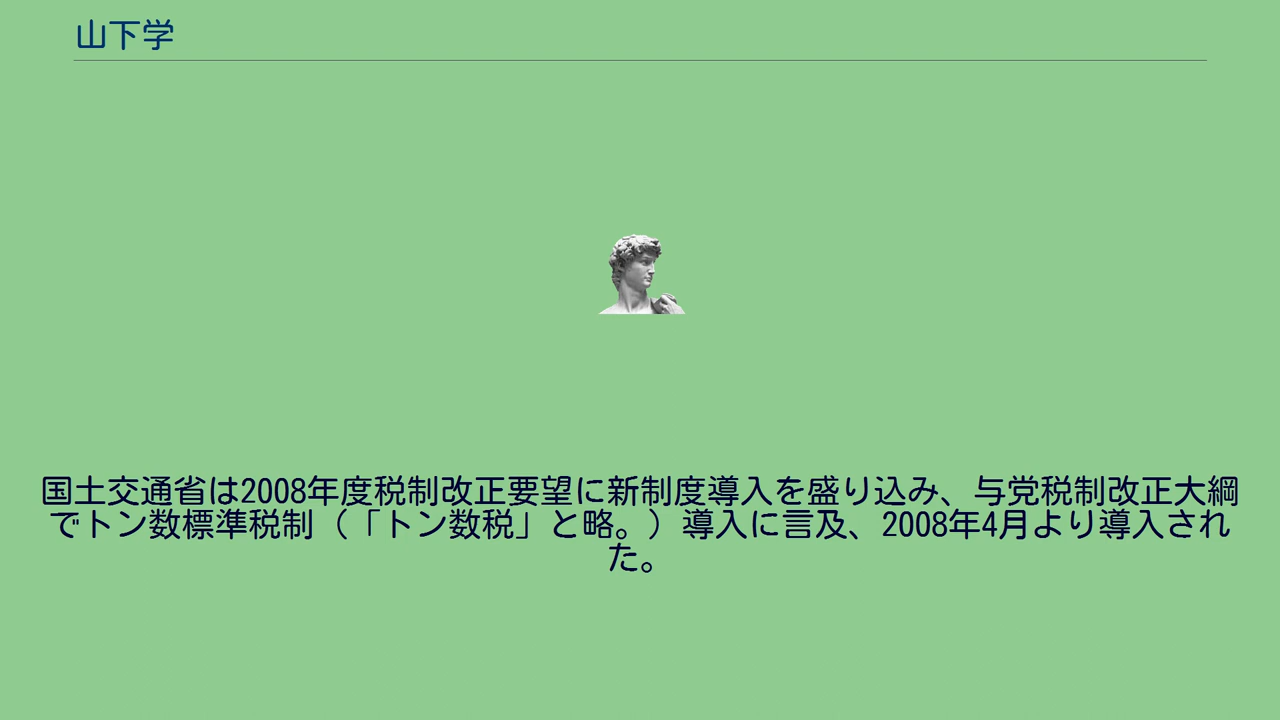 山下学
国土交通省は2008年度税制改正要望に新制度導入を盛り込み、与党税制改正大綱
でトン数標準税制（「トン数税」と略。）導入に言及、2008年4月より導入され
た。